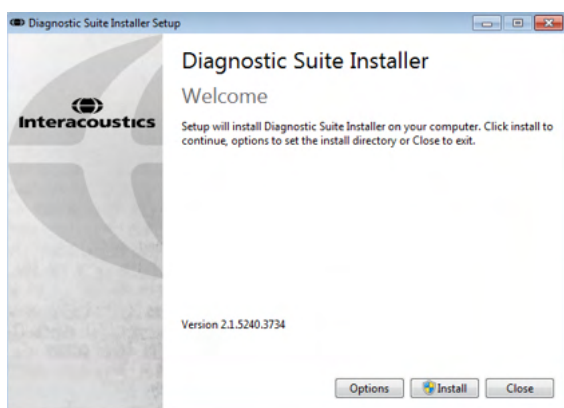 Diagnostic Suite Installer Setup
Diagnostic Suite Installer
Welcome
Interacoustics
Setup will install Diagnostic Suite Installer on your computer. Click install to
continue, options to set the install directory or Close to exit.
Version 2.1.5240.3734
Options
Install
Close